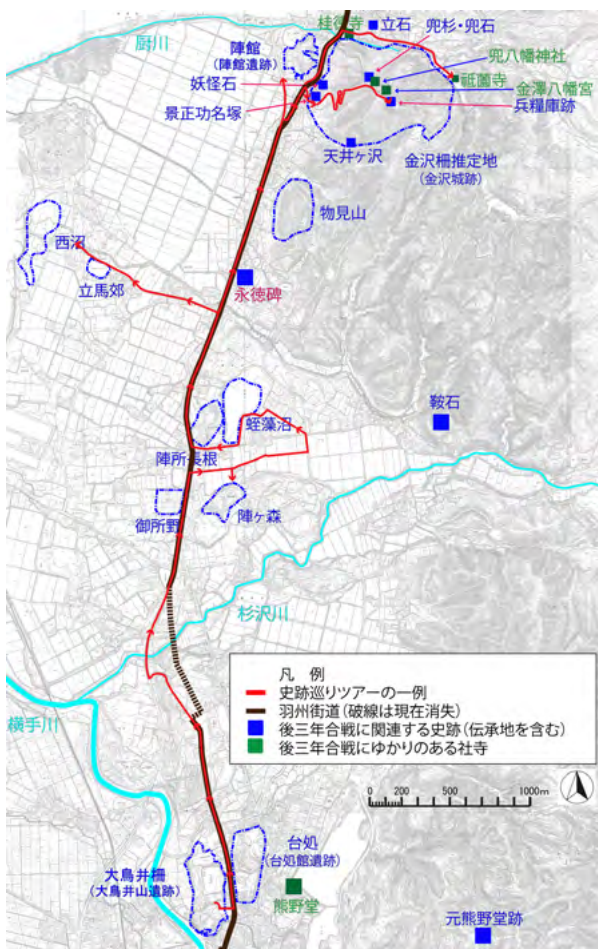 桂徳寺
立石
兜杉・兜石
厨川
陣館
(陣館遺跡)
兜八幡神社
祇園寺
妖怪石
金澤八幡宮
景正功名塚
兵糧庫跡
天井ヶ沢
金沢柵推定地
(金沢城跡)
物見山
西沼
立馬郊
永徳碑
鞍石
蛭藻沼
陣所長根
御所野
陣ヶ森
杉沢川
横手川
凡 例
史跡巡りツアーの一例
羽州街道(破線は現在消失)
後三年合戦に関連する史跡(伝承地を含む)
後三年合戦にゆかりのある社寺
0 200 600 1000m
台処
(台処館遺跡)
大鳥井柵
(大鳥井山遺跡)
熊野堂
元熊野堂跡